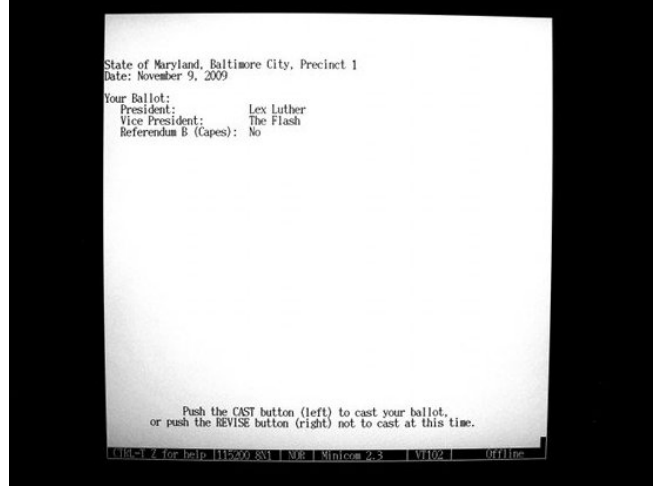 State of Maryland, Baltimore City, Precinct 1
Date: November 9, 2009
Your Ballot:
President: Lex Luther
Vice President: The Flash
Referendum B (Capes): No
Push the CAST button (left) to cast your ballot,
or push the REVISE button (right) not to cast at this time.
CTRL-T Z for help | 115200 8N1 | NOR | Minicom 2.3 | VT102 | Offline